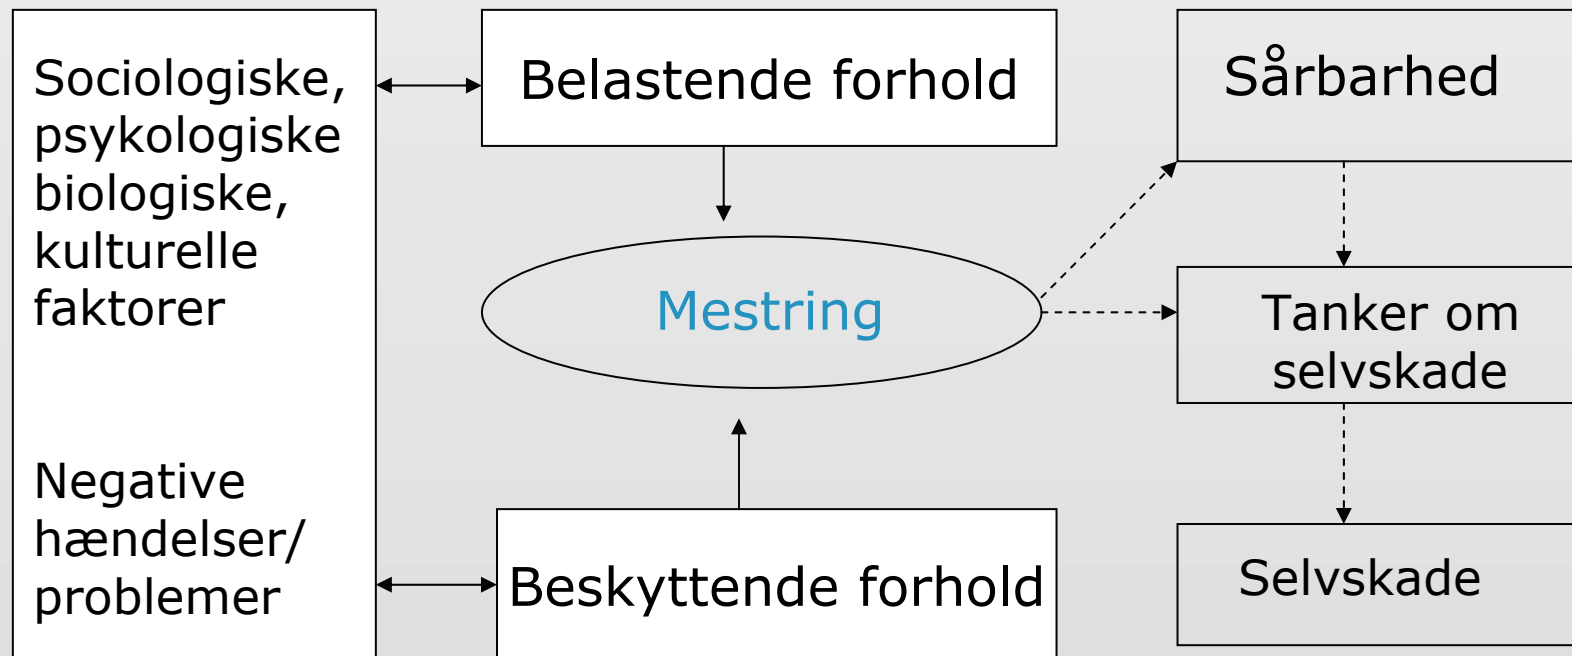 Sociologiske,
psykologiske
biologiske,
kulturelle
faktorer
Negative
hændelser/
problemer
Belastende forhold
Mestring
Beskyttende forhold
Sårbarhed
Tanker om
selvskade
Selvskade